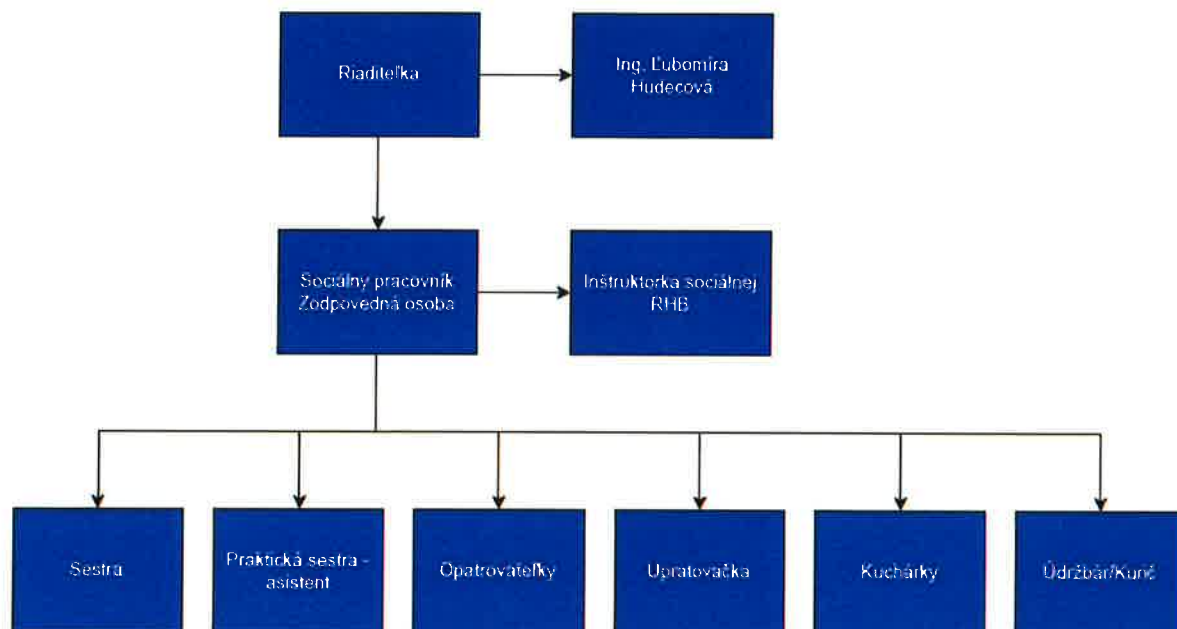 Riaditeľka
Ing. Ľubomíra
Hudecová
Sociálny pracovník
Zodpovedná osoba
Inštruktorka sociálnej
RHB
Sestra
Praktická sestra -
asistent
Opatrovateľky
Upratovačka
Kuchárky
Údržbár/Kurič